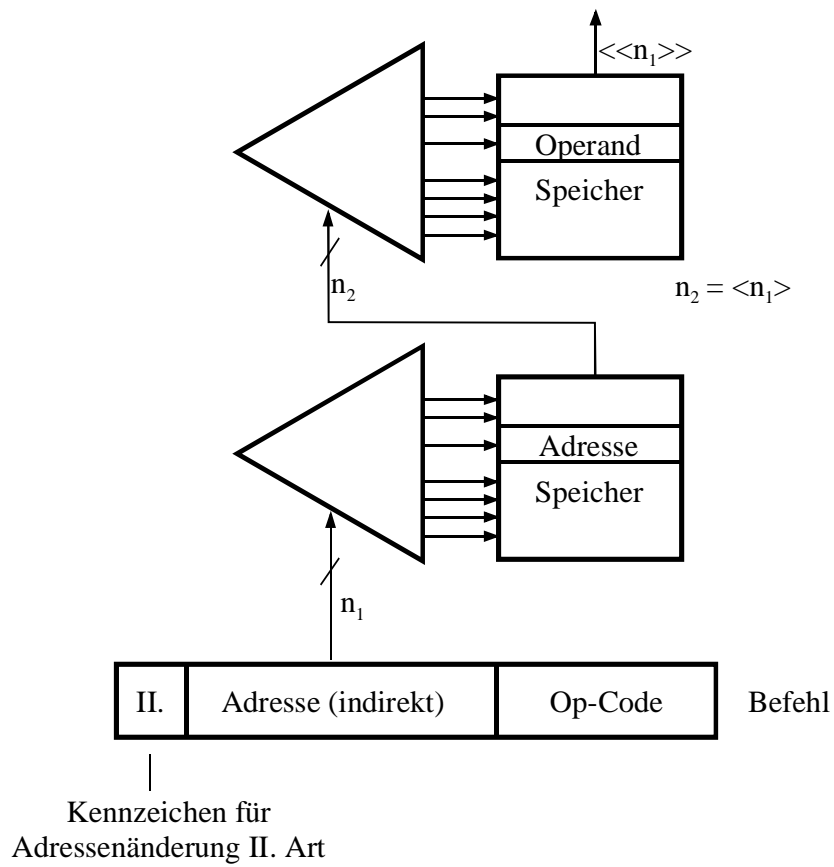 <<n₁>>
Operand
Speicher
n₂
n₂ = <n₁>
Adresse
Speicher
n₁
II. Adresse (indirekt) Op-Code Befehl
Kennzeichen für
Adressenänderung II. Art